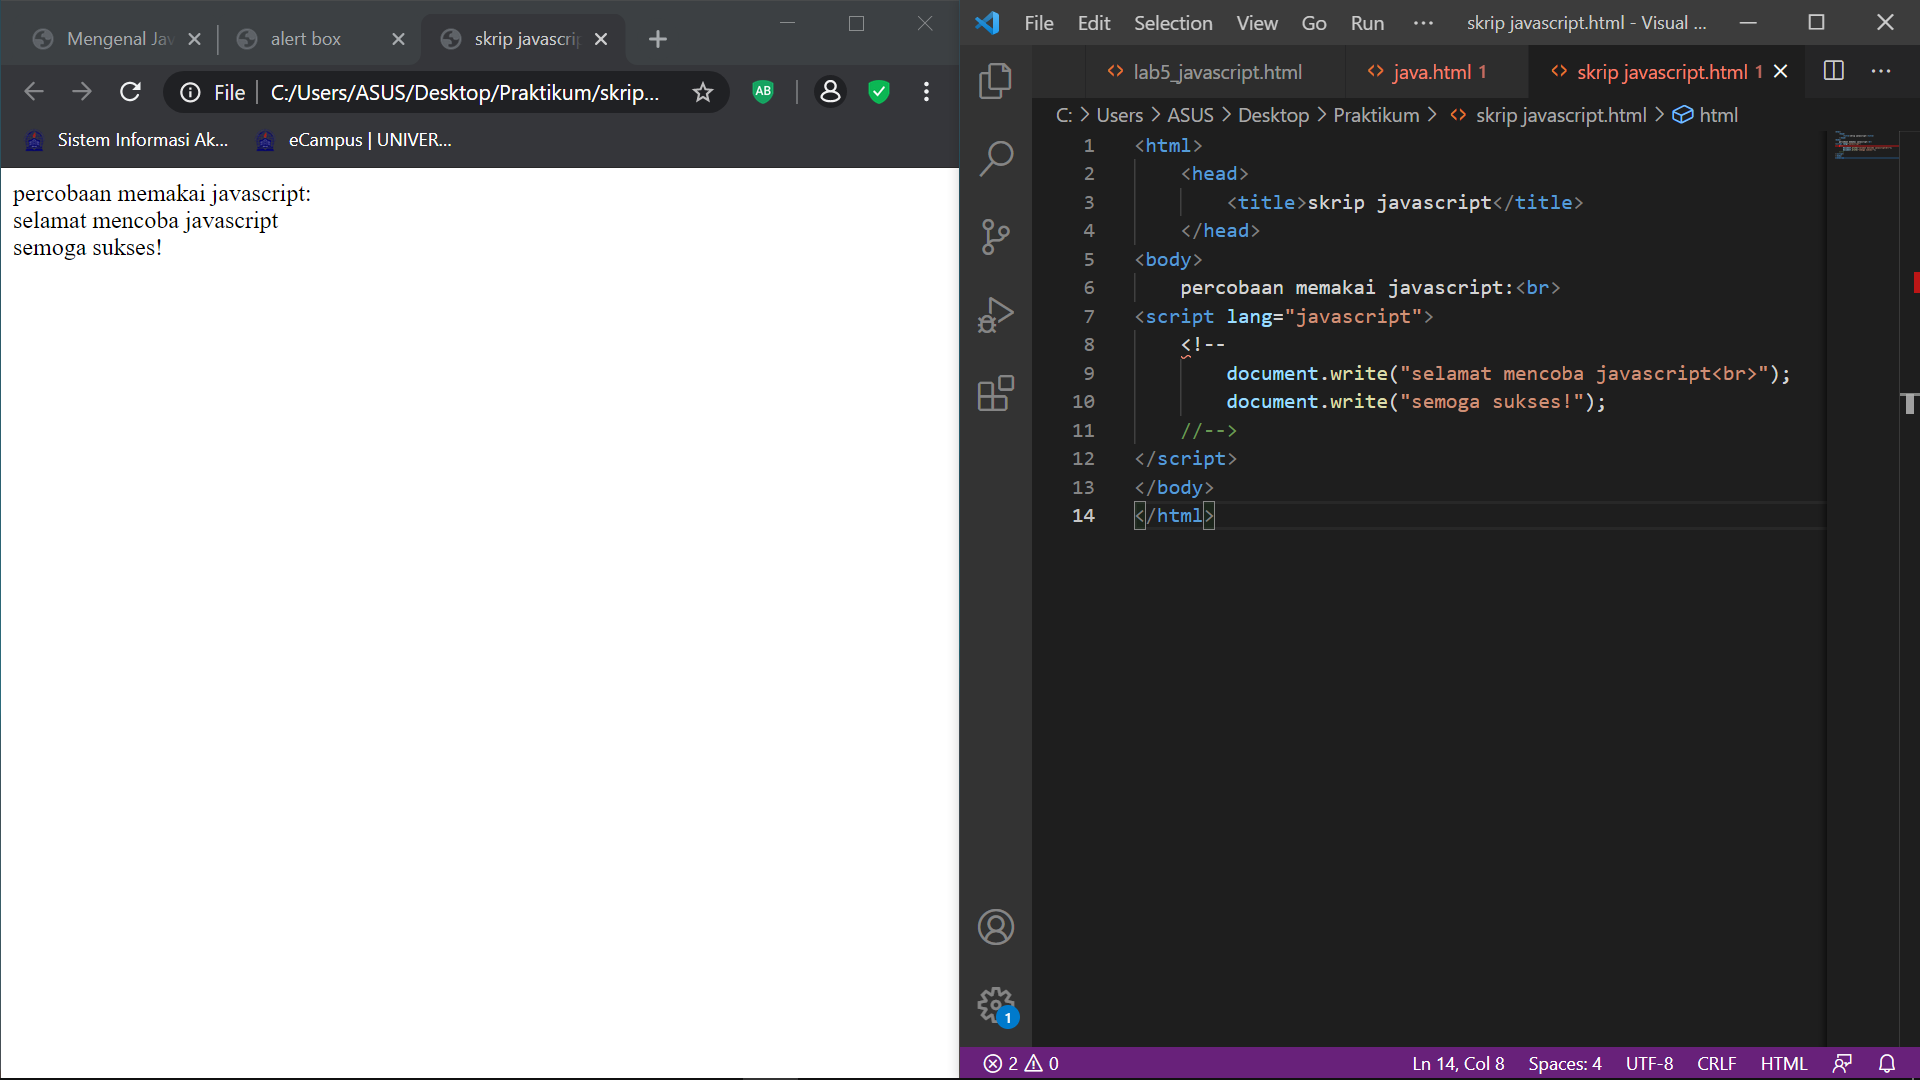 Mengenal Jav
alert box
skrip javascrip
File
C:/Users/ASUS/Desktop/Praktikum/skrip...
AB
Sistem Informasi Ak...
eCampus | UNIVER...
percobaan memakai javascript:
selamat mencoba javascript
semoga sukses!
File Edit Selection View Go Run ··· skrip javascript.html - Visual ...
lab5_javascript.html
java.html 1
skrip javascript.html 1
C: > Users > ASUS > Desktop > Praktikum > skrip javascript.html > html
1 <html>
2 <head>
3 <title>skrip javascript</title>
4 </head>
5 <body>
6 percobaan memakai javascript:<br>
7 <script lang="javascript">
8 <!--
9 document.write("selamat mencoba javascript<br>");
10 document.write("semoga sukses!");
11 //-->
12 </script>
13 </body>
14 </html>
1
2 0
Ln 14, Col 8 Spaces: 4 UTF-8 CRLF HTML